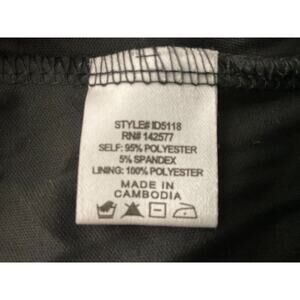 STYLE# ID5118
RN# 142577
SELF: 95% POLYESTER
5% SPANDEX
LINING: 100% POLYESTER
MADE IN
CAMBODIA